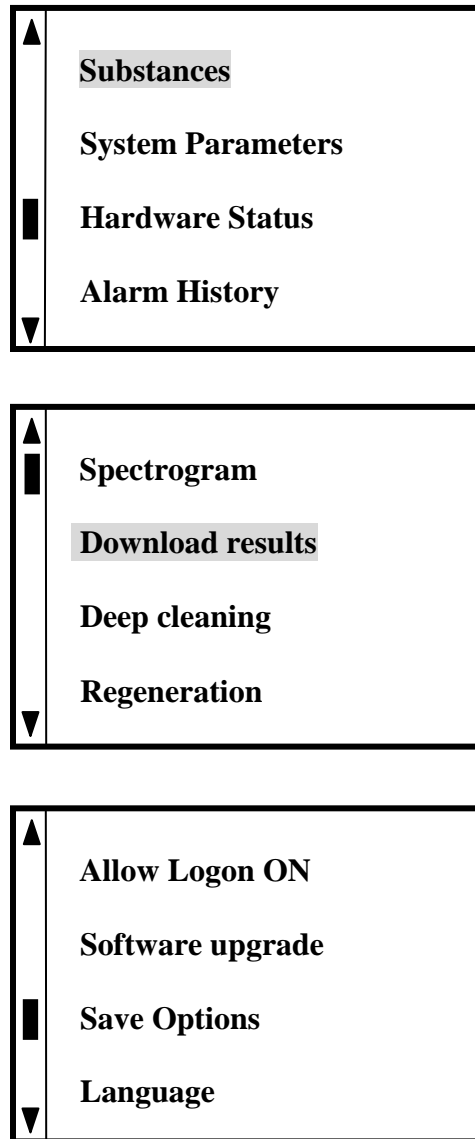 Substances
System Parameters
Hardware Status
Alarm History
Spectrogram
Download results
Deep cleaning
Regeneration
Allow Logon ON
Software upgrade
Save Options
Language